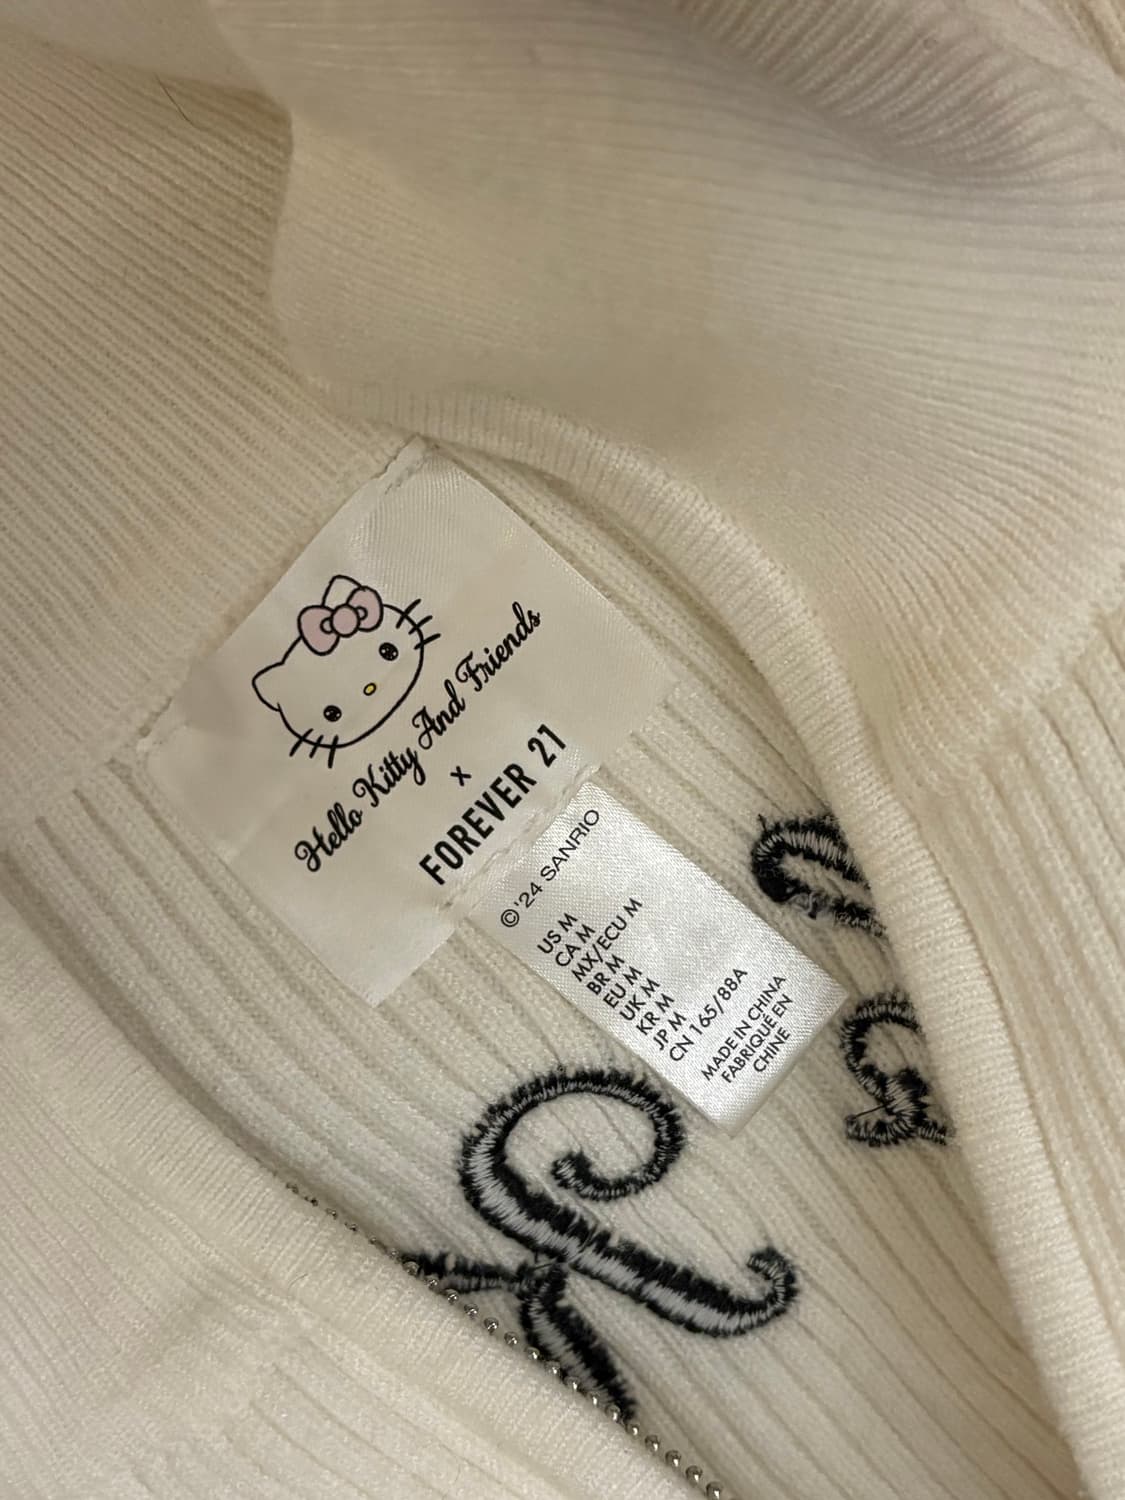 Hello Kitty And Friends
x
FOREVER 21
©'24 SANRIO
US M
CA M
MX/ECU M
BR M
EU M
UK M
KR M
JP M
CN 165/88A
MADE IN CHINA
FABRIQUÉ EN
CHINE